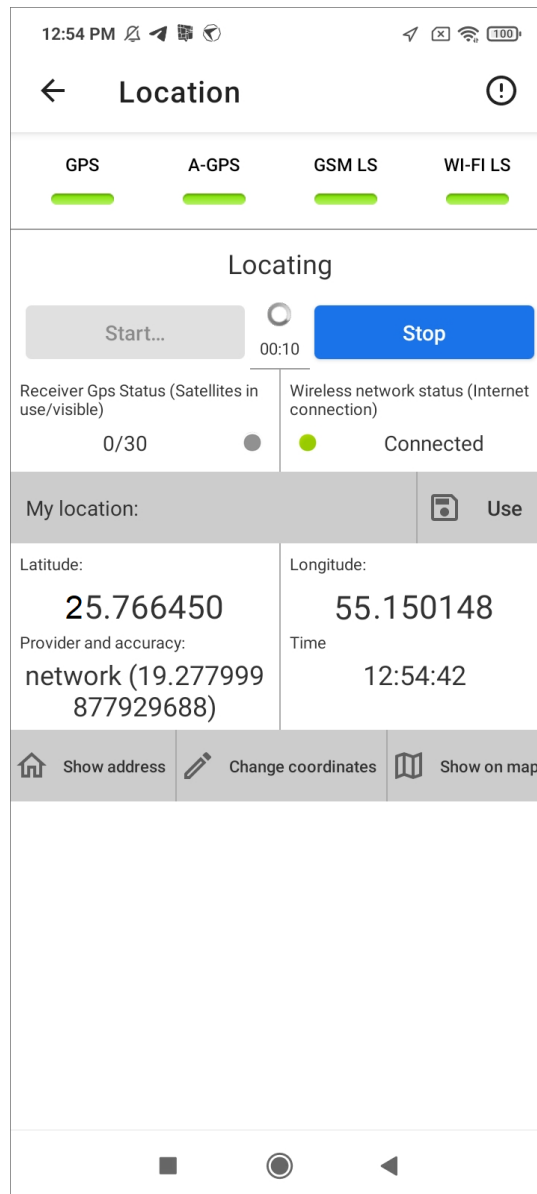 12:54 PM
100
Location
GPS A-GPS GSM LS WI-FI LS
Locating
Start... 00:10 Stop
Receiver Gps Status (Satellites in
use/visible)
0/30
Wireless network status (Internet
connection)
Connected
My location: Use
Latitude:
25.766450
Longitude:
55.150148
Provider and accuracy:
network (19.277999
877929688)
Time
12:54:42
Show address Change coordinates Show on map